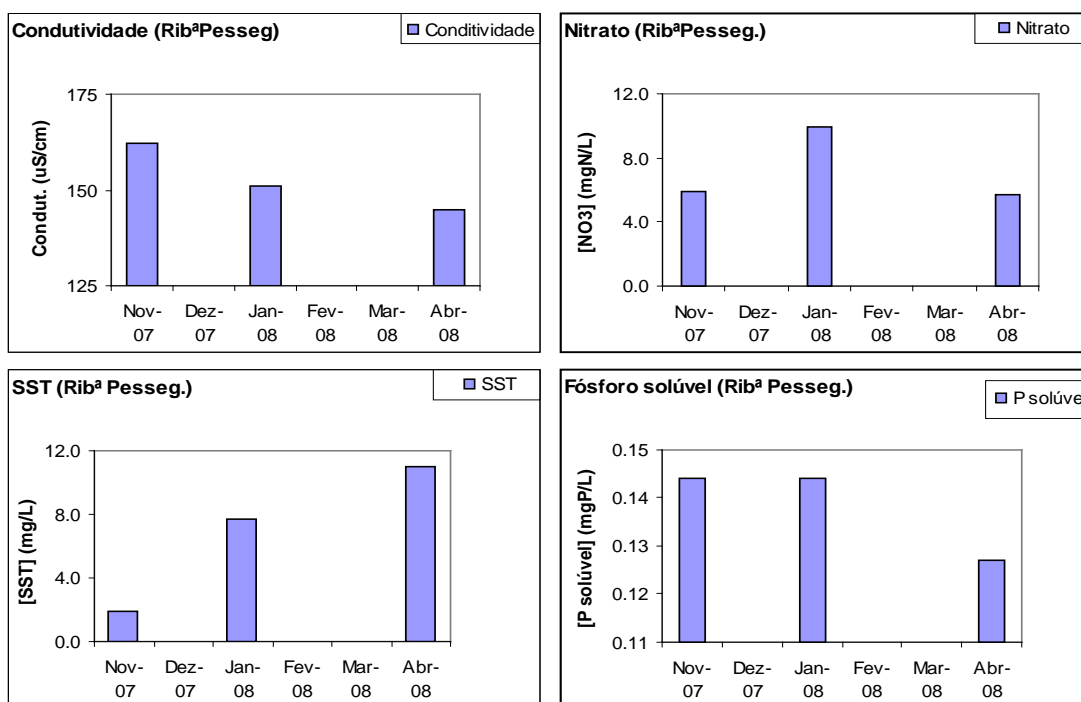 Condutividade (RibªPesseg)
Conditividade
Condut. (uS/cm)
175
150
125
Nov-07 Dez-07 Jan-08 Fev-08 Mar-08 Abr-08
Nitrato (RibªPesseg.)
Nitrato
[NO3] (mgN/L)
12.0
8.0
4.0
0.0
Nov-07 Dez-07 Jan-08 Fev-08 Mar-08 Abr-08
SST (Ribª Pesseg.)
SST
[SST] (mg/L)
12.0
8.0
4.0
0.0
Nov-07 Dez-07 Jan-08 Fev-08 Mar-08 Abr-08
Fósforo solúvel (Ribª Pesseg.)
P solúve
[P solúvel] (mgP/L)
0.15
0.14
0.13
0.12
0.11
Nov-07 Dez-07 Jan-08 Fev-08 Mar-08 Abr-08